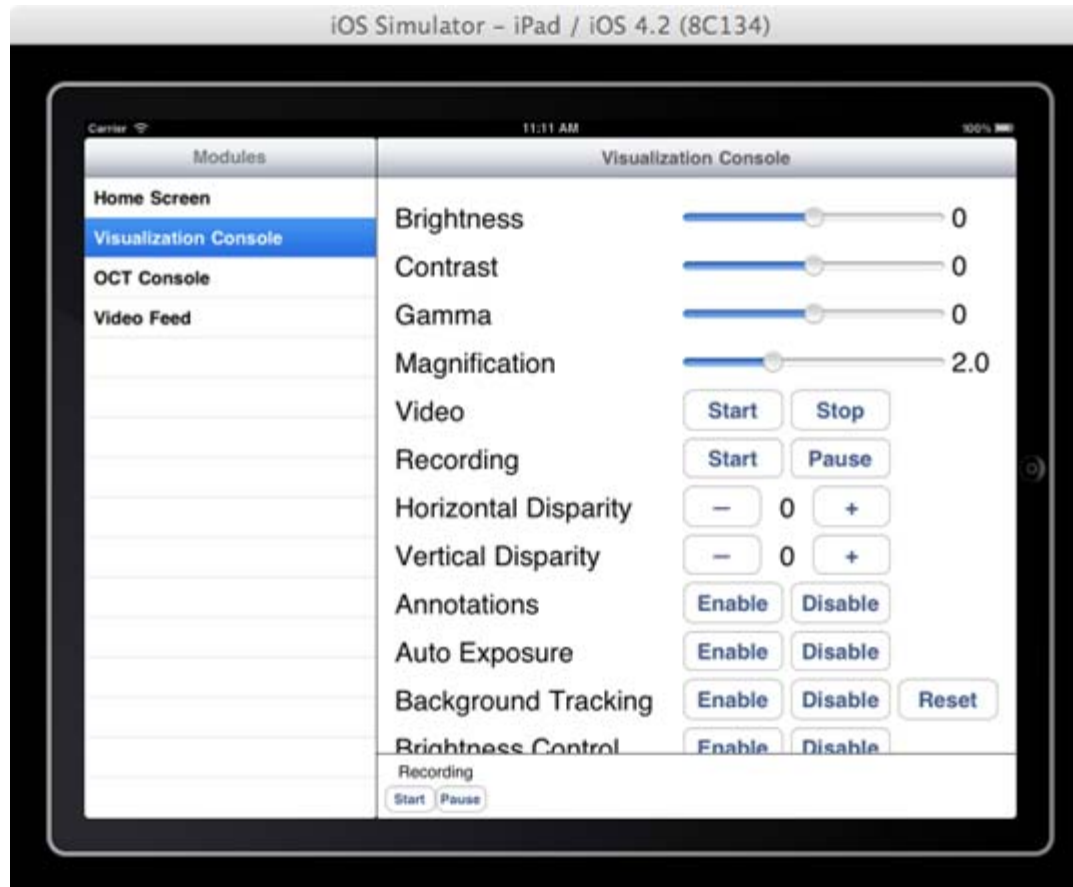 iOS Simulator – iPad / iOS 4.2 (8C134)
Carrier 11:11 AM 100%
Modules
Home Screen
Visualization Console
OCT Console
Video Feed
Visualization Console
Brightness 0
Contrast 0
Gamma 0
Magnification 2.0
Video Start Stop
Recording Start Pause
Horizontal Disparity − 0 +
Vertical Disparity − 0 +
Annotations Enable Disable
Auto Exposure Enable Disable
Background Tracking Enable Disable Reset
Brightness Control Enable Disable
Recording
Start Pause